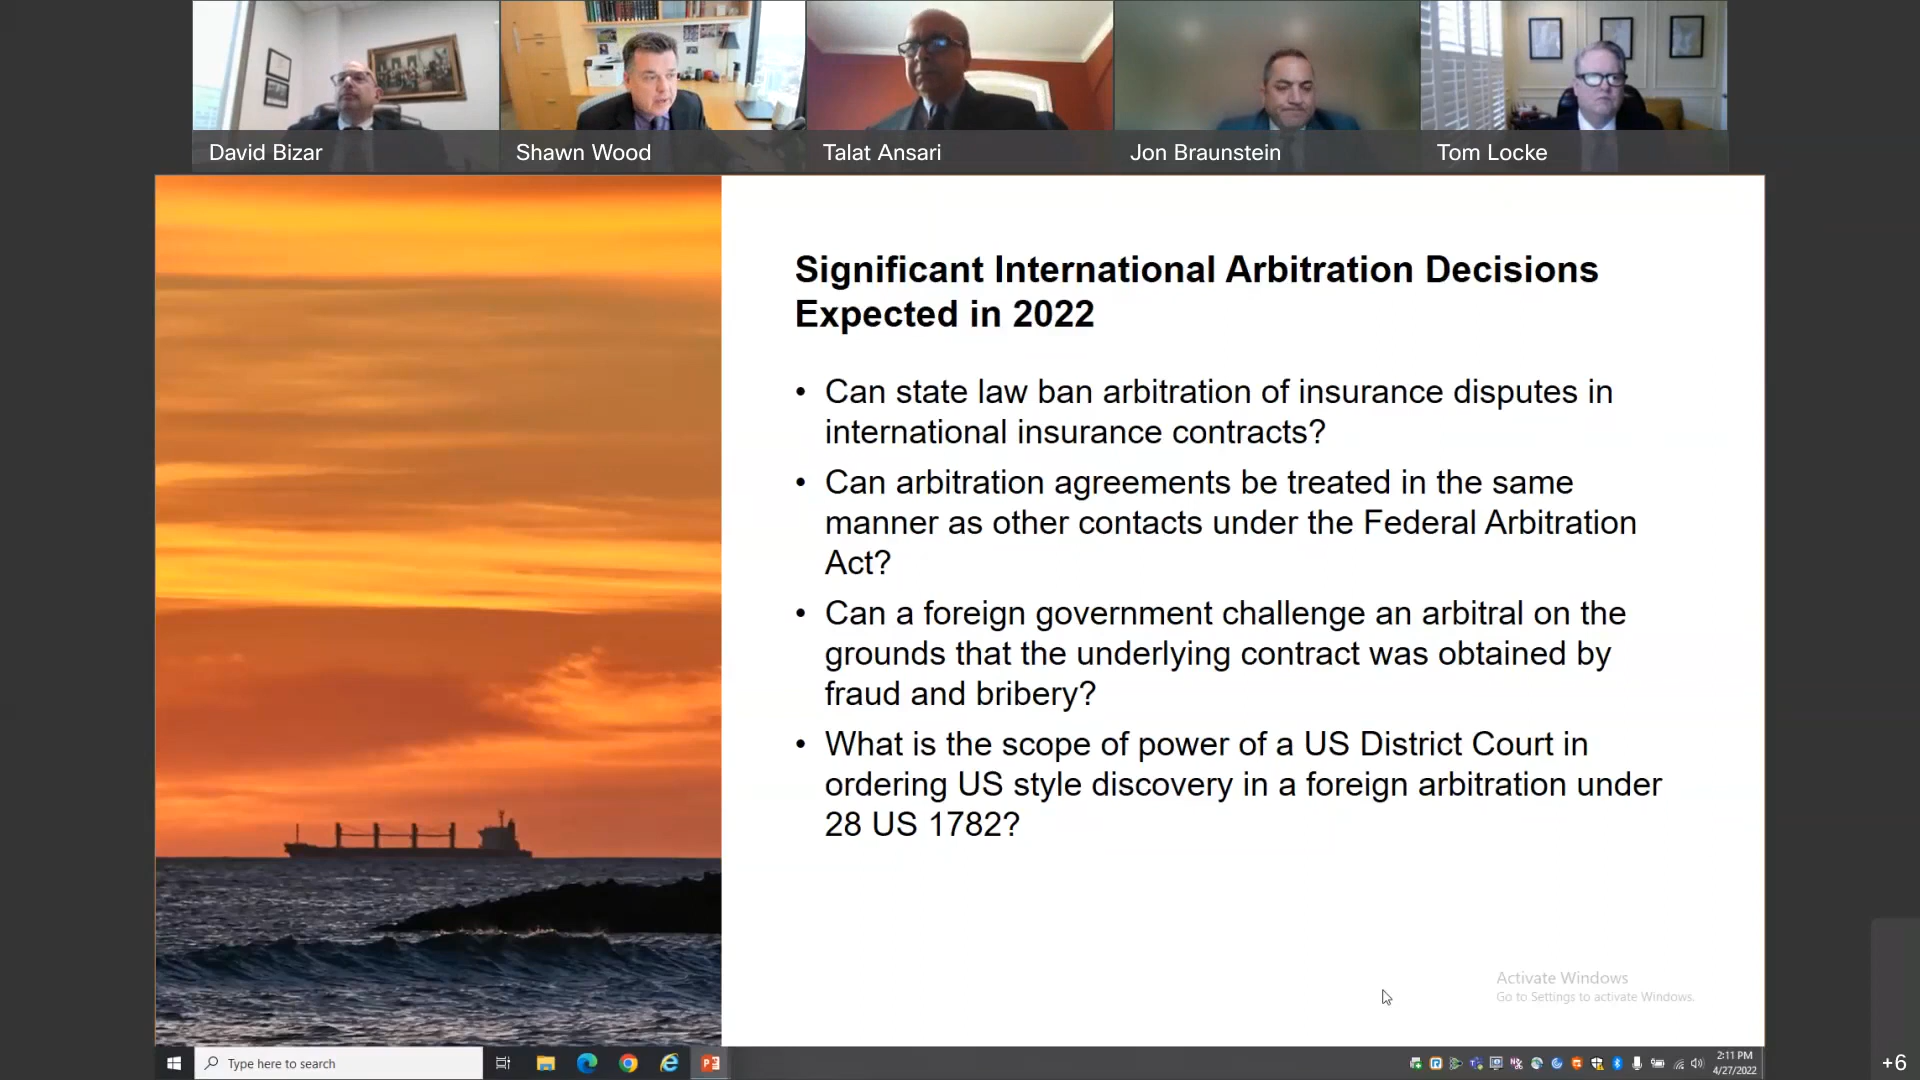 David Bizar
Shawn Wood
Talat Ansari
Jon Braunstein
Tom Locke
Significant International Arbitration Decisions
Expected in 2022
• Can state law ban arbitration of insurance disputes in
international insurance contracts?
• Can arbitration agreements be treated in the same
manner as other contacts under the Federal Arbitration
Act?
• Can a foreign government challenge an arbitral on the
grounds that the underlying contract was obtained by
fraud and bribery?
• What is the scope of power of a US District Court in
ordering US style discovery in a foreign arbitration under
28 US 1782?
Activate Windows
Go to Settings to activate Windows.
Type here to search
2:11 PM
4/27/2022
+6